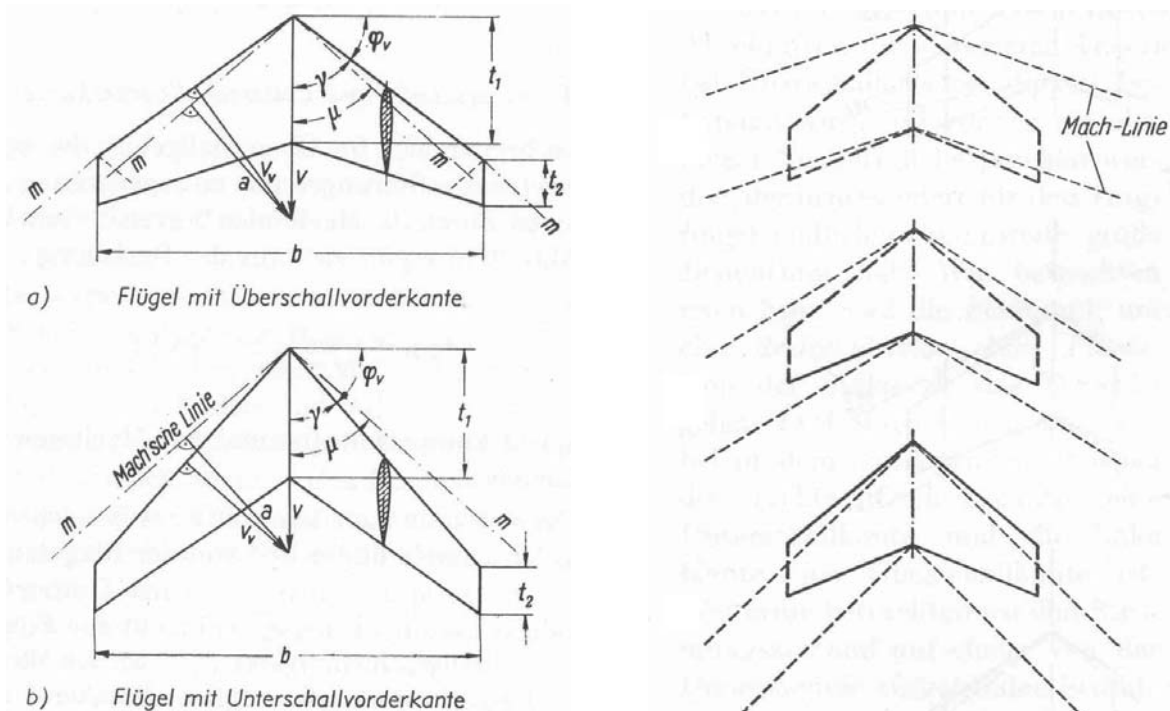 φv
γ
t1
μ
m
m
m
m
v
vv
a
t2
m
b
a) Flügel mit Überschallvorderkante
φv
Mach'sche Linie
γ
t1
μ
a
v
m
m
vv
t2
b
b) Flügel mit Unterschallvorderkante
Mach-Linie